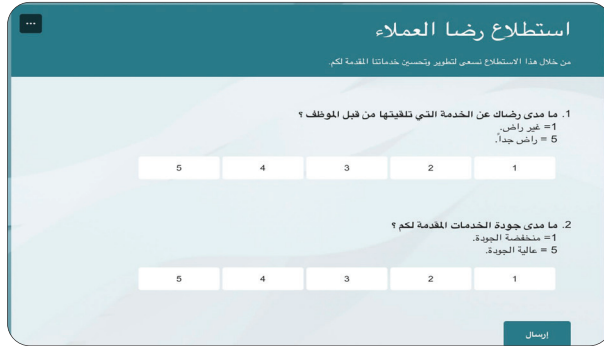 استطلاع رضا العملاء
من خلال هذا الاستطلاع نسعى لتطوير وتحسين خدماتنا المقدمة لكم.
1. ما مدى رضاك عن الخدمة التي تلقيتها من قبل الموظف ؟
1= غير راض.
5 = راض جداً.
1 2 3 4 5
2. ما مدى جودة الخدمات المقدمة لكم ؟
1= منخفضة الجودة.
5 = عالية الجودة.
1 2 3 4 5
إرسال